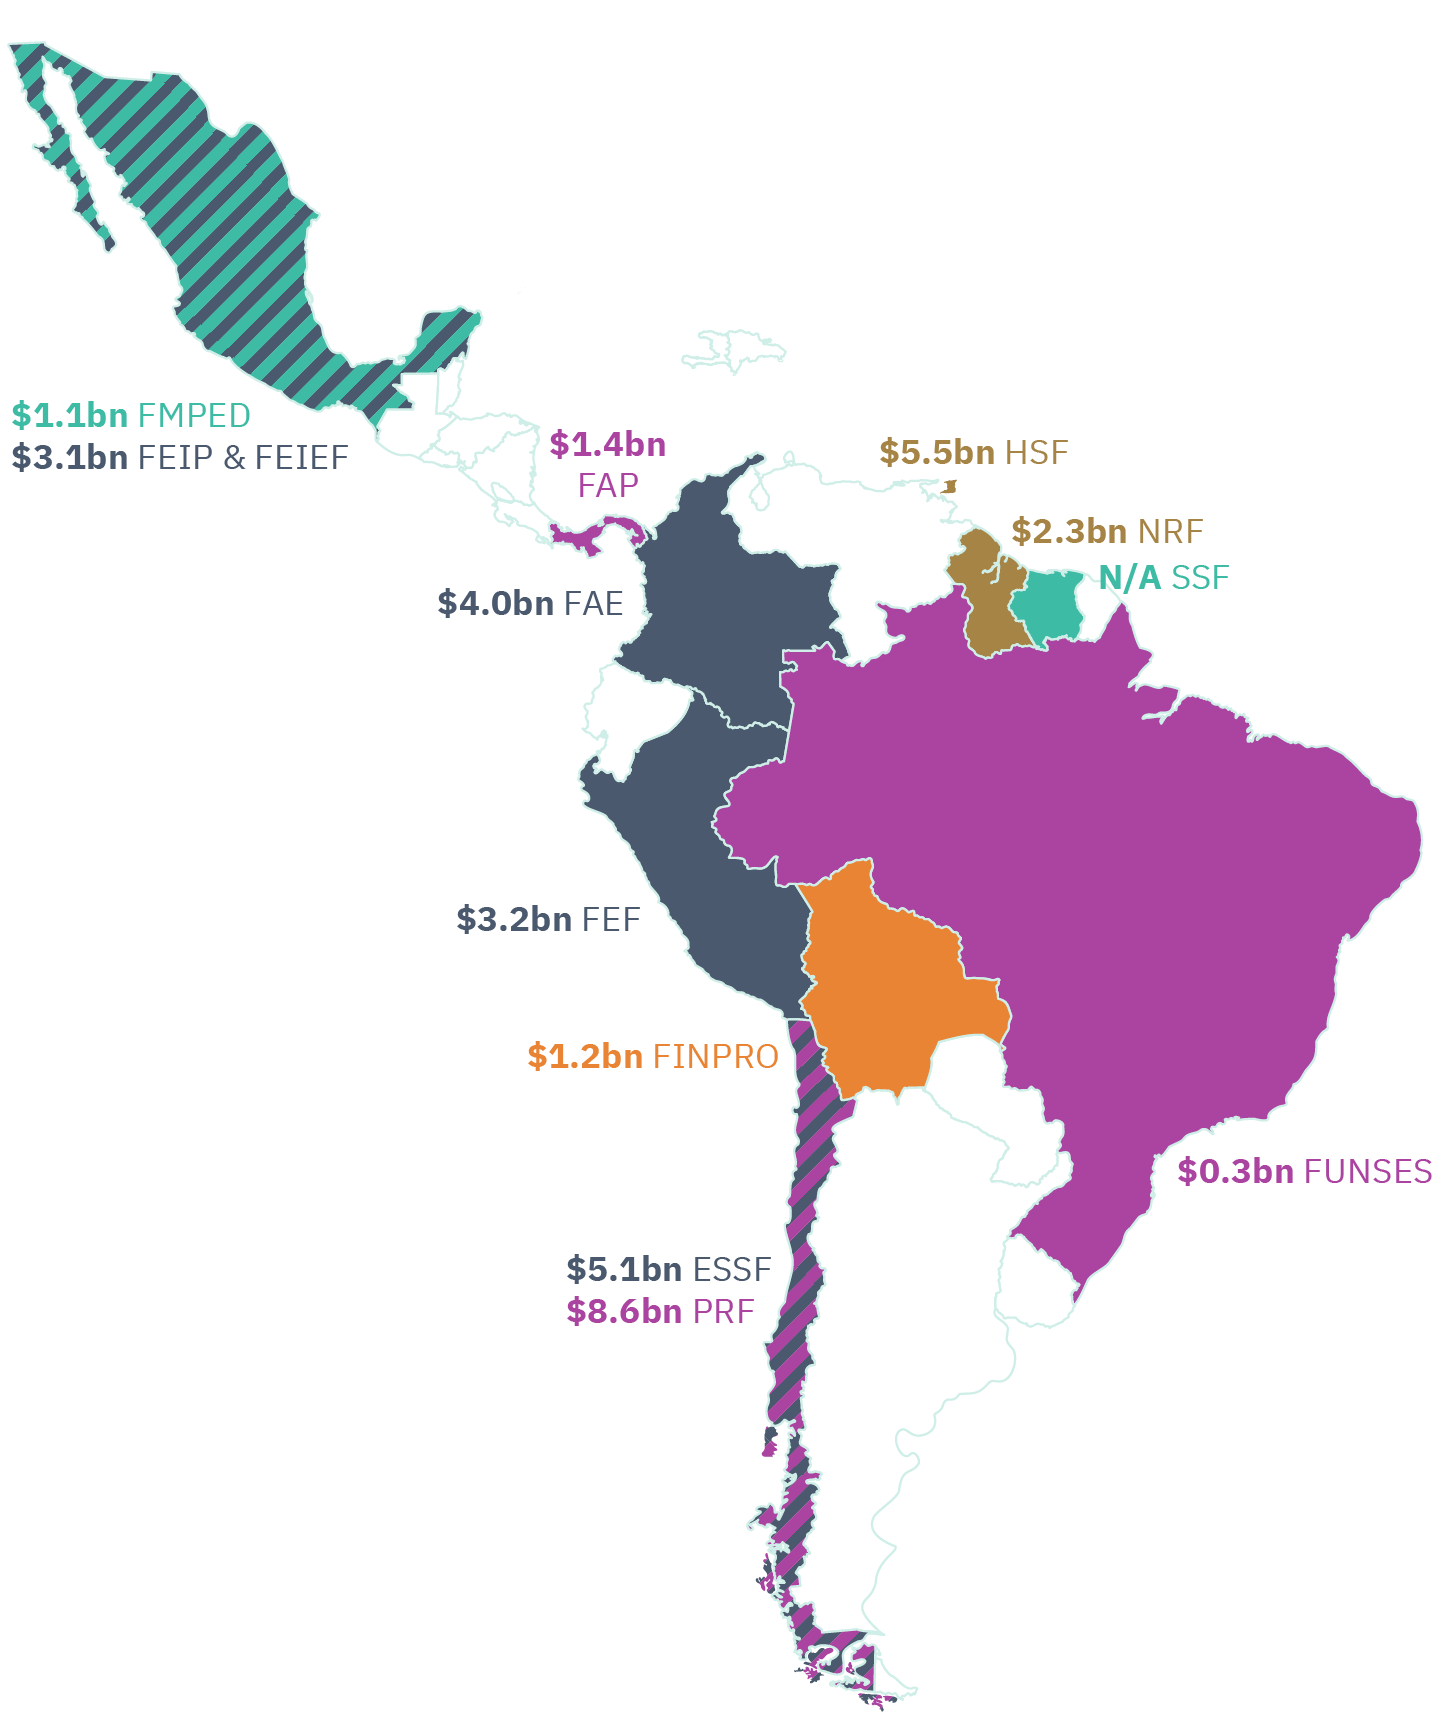 $1.1bn FMPED
$3.1bn FEIP & FEIEF
$1.4bn
FAP
$5.5bn HSF
$2.3bn NRF
N/A SSF
$4.0bn FAE
$3.2bn FEF
$1.2bn FINPRO
$0.3bn FUNSES
$5.1bn ESSF
$8.6bn PRF